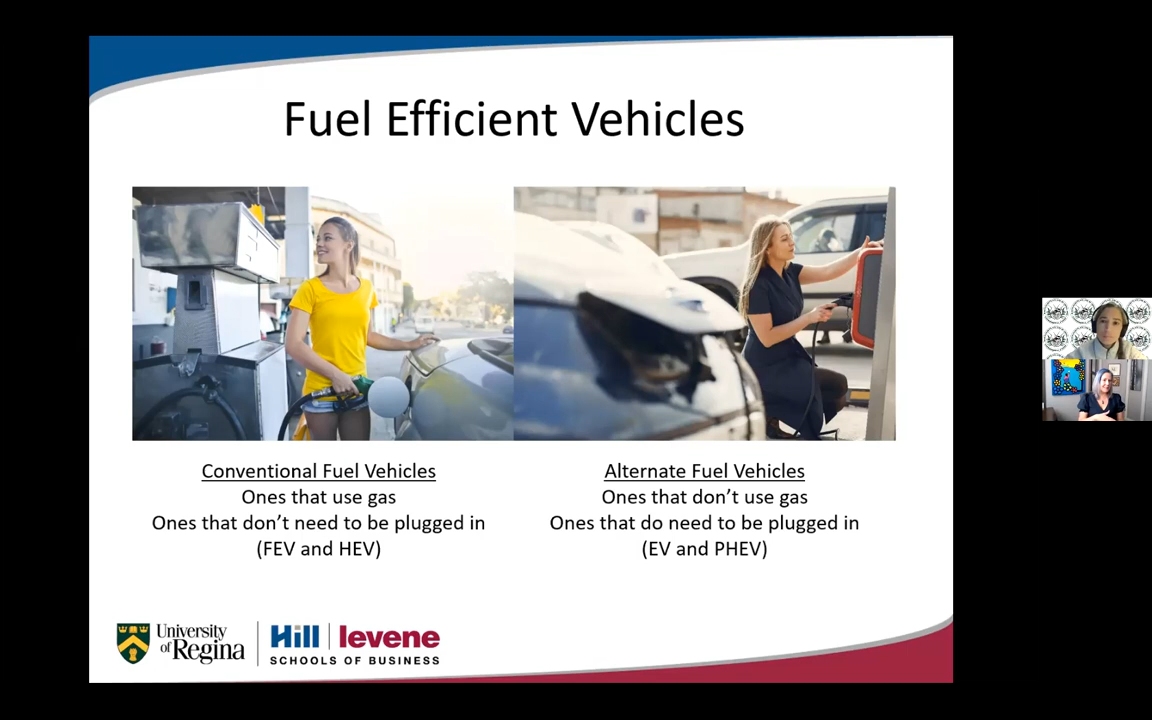 Fuel Efficient Vehicles
Conventional Fuel Vehicles
Ones that use gas
Ones that don't need to be plugged in
(FEV and HEV)
Alternate Fuel Vehicles
Ones that don't use gas
Ones that do need to be plugged in
(EV and PHEV)
University
of Regina
Hill | levene
SCHOOLS OF BUSINESS